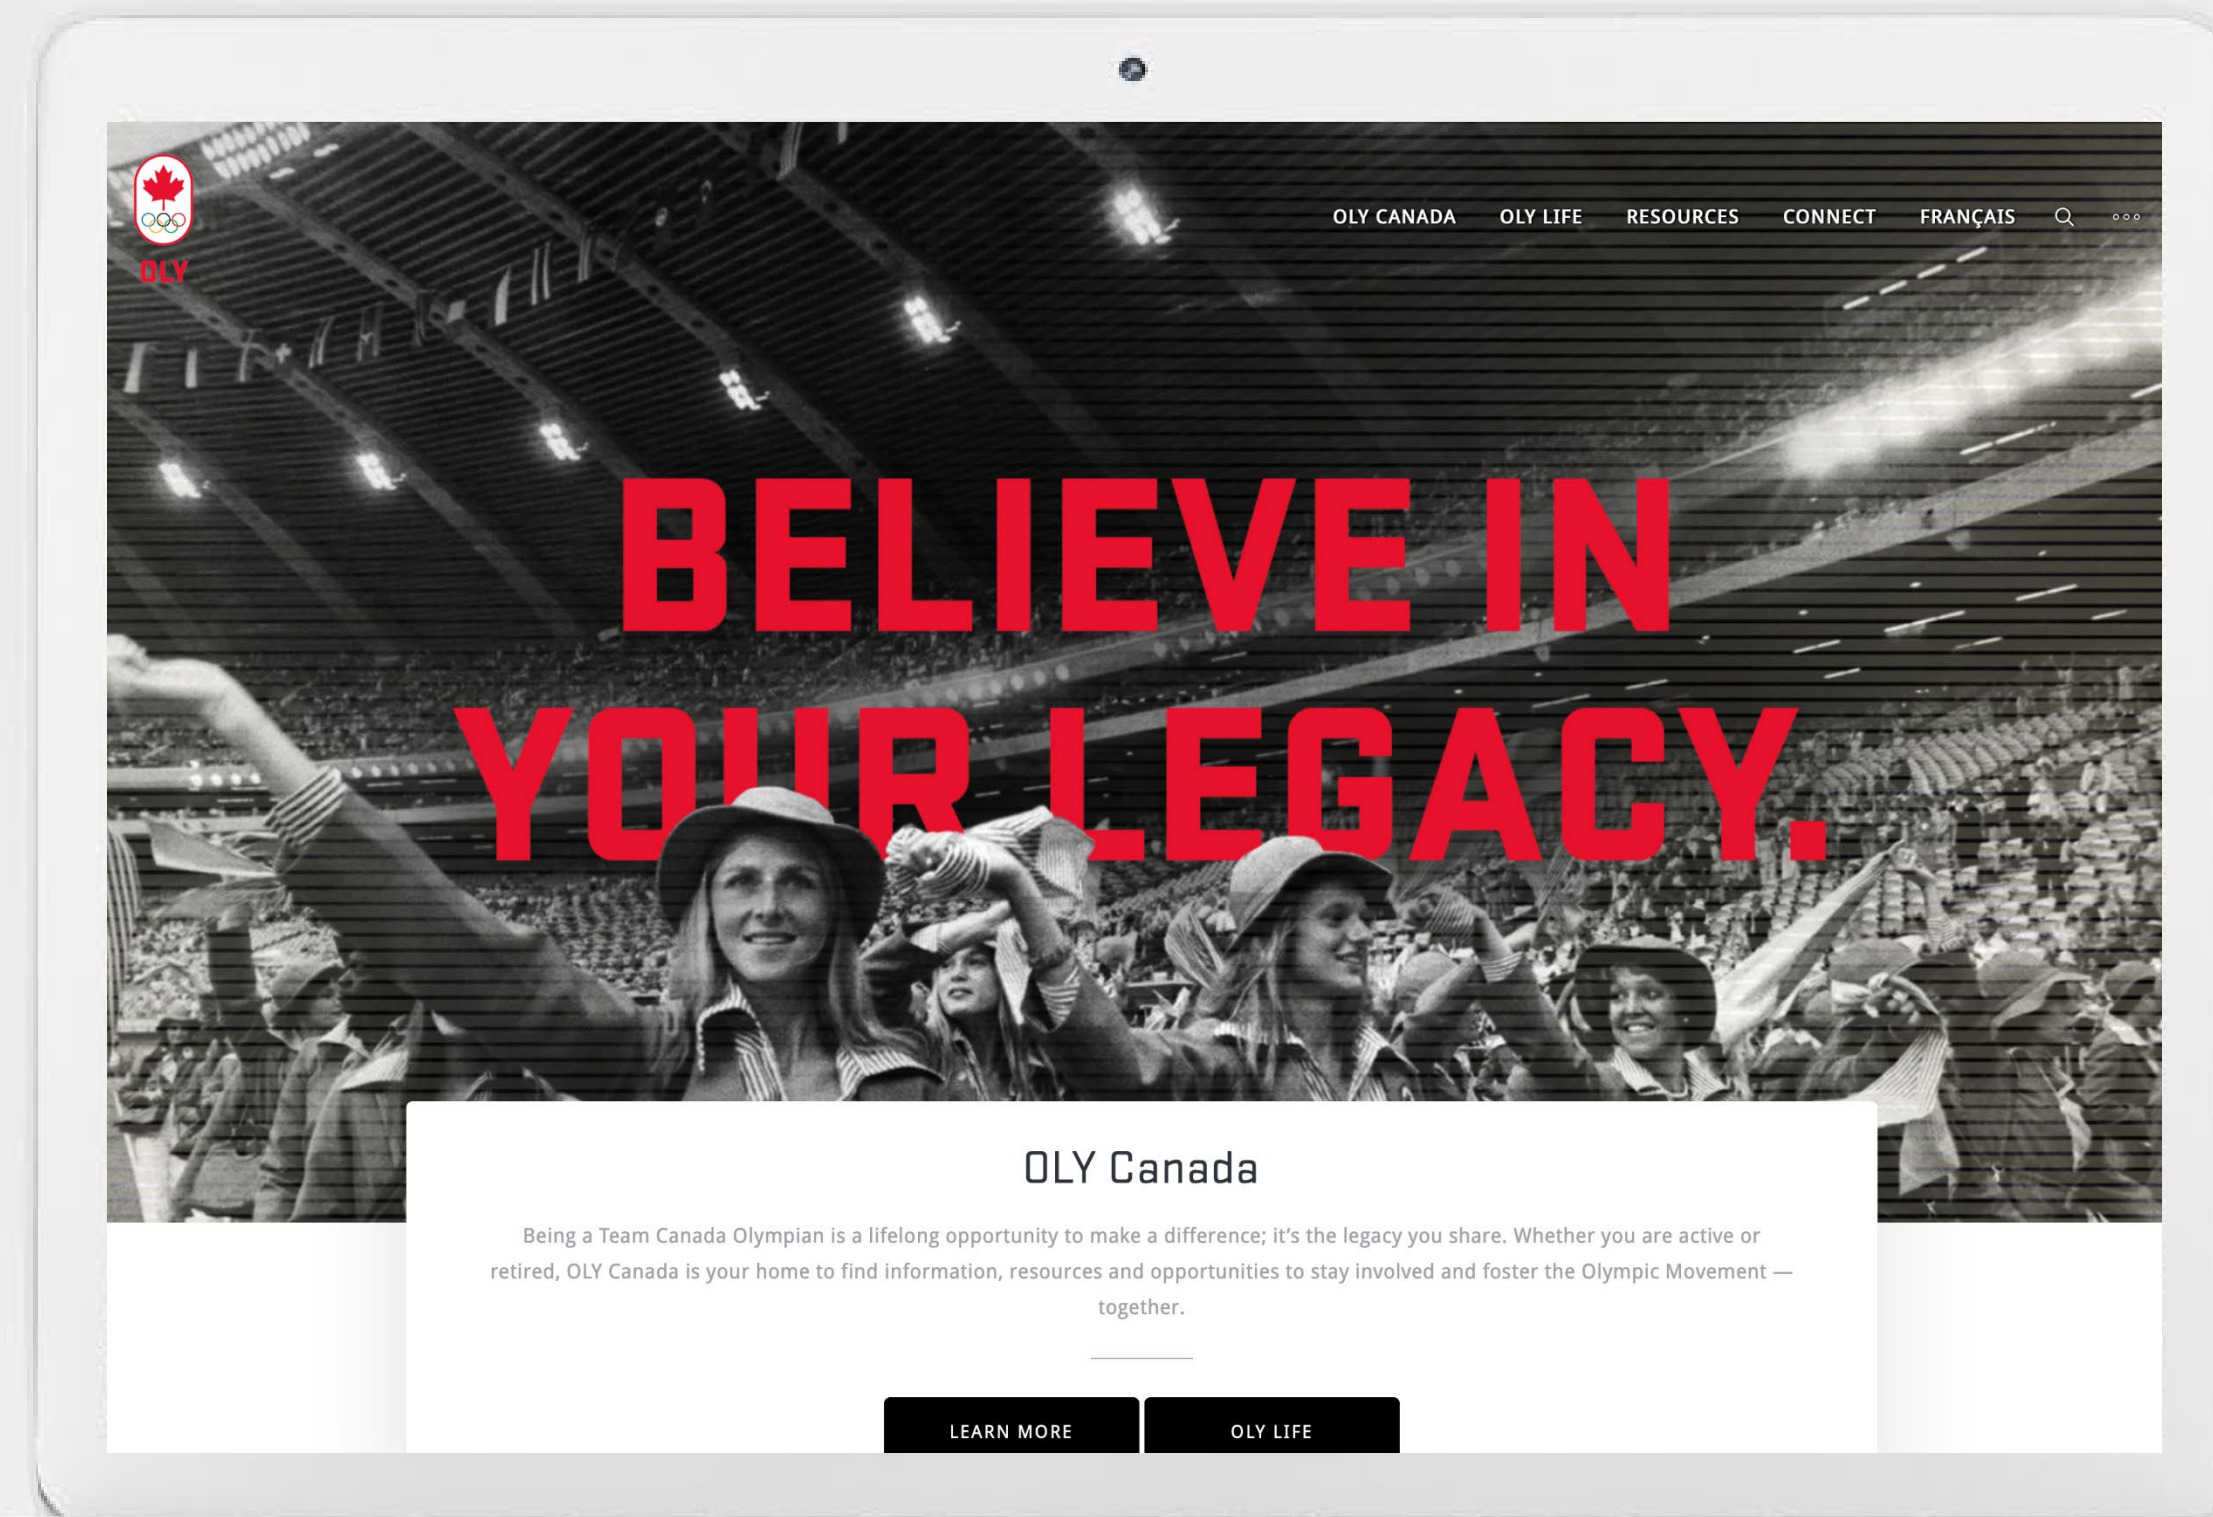 OLY
OLY CANADA OLY LIFE RESOURCES CONNECT FRANÇAIS
BELIEVE IN
YOUR LEGACY.
OLY Canada
Being a Team Canada Olympian is a lifelong opportunity to make a difference; it's the legacy you share. Whether you are active or
retired, OLY Canada is your home to find information, resources and opportunities to stay involved and foster the Olympic Movement —
together.
LEARN MORE OLY LIFE